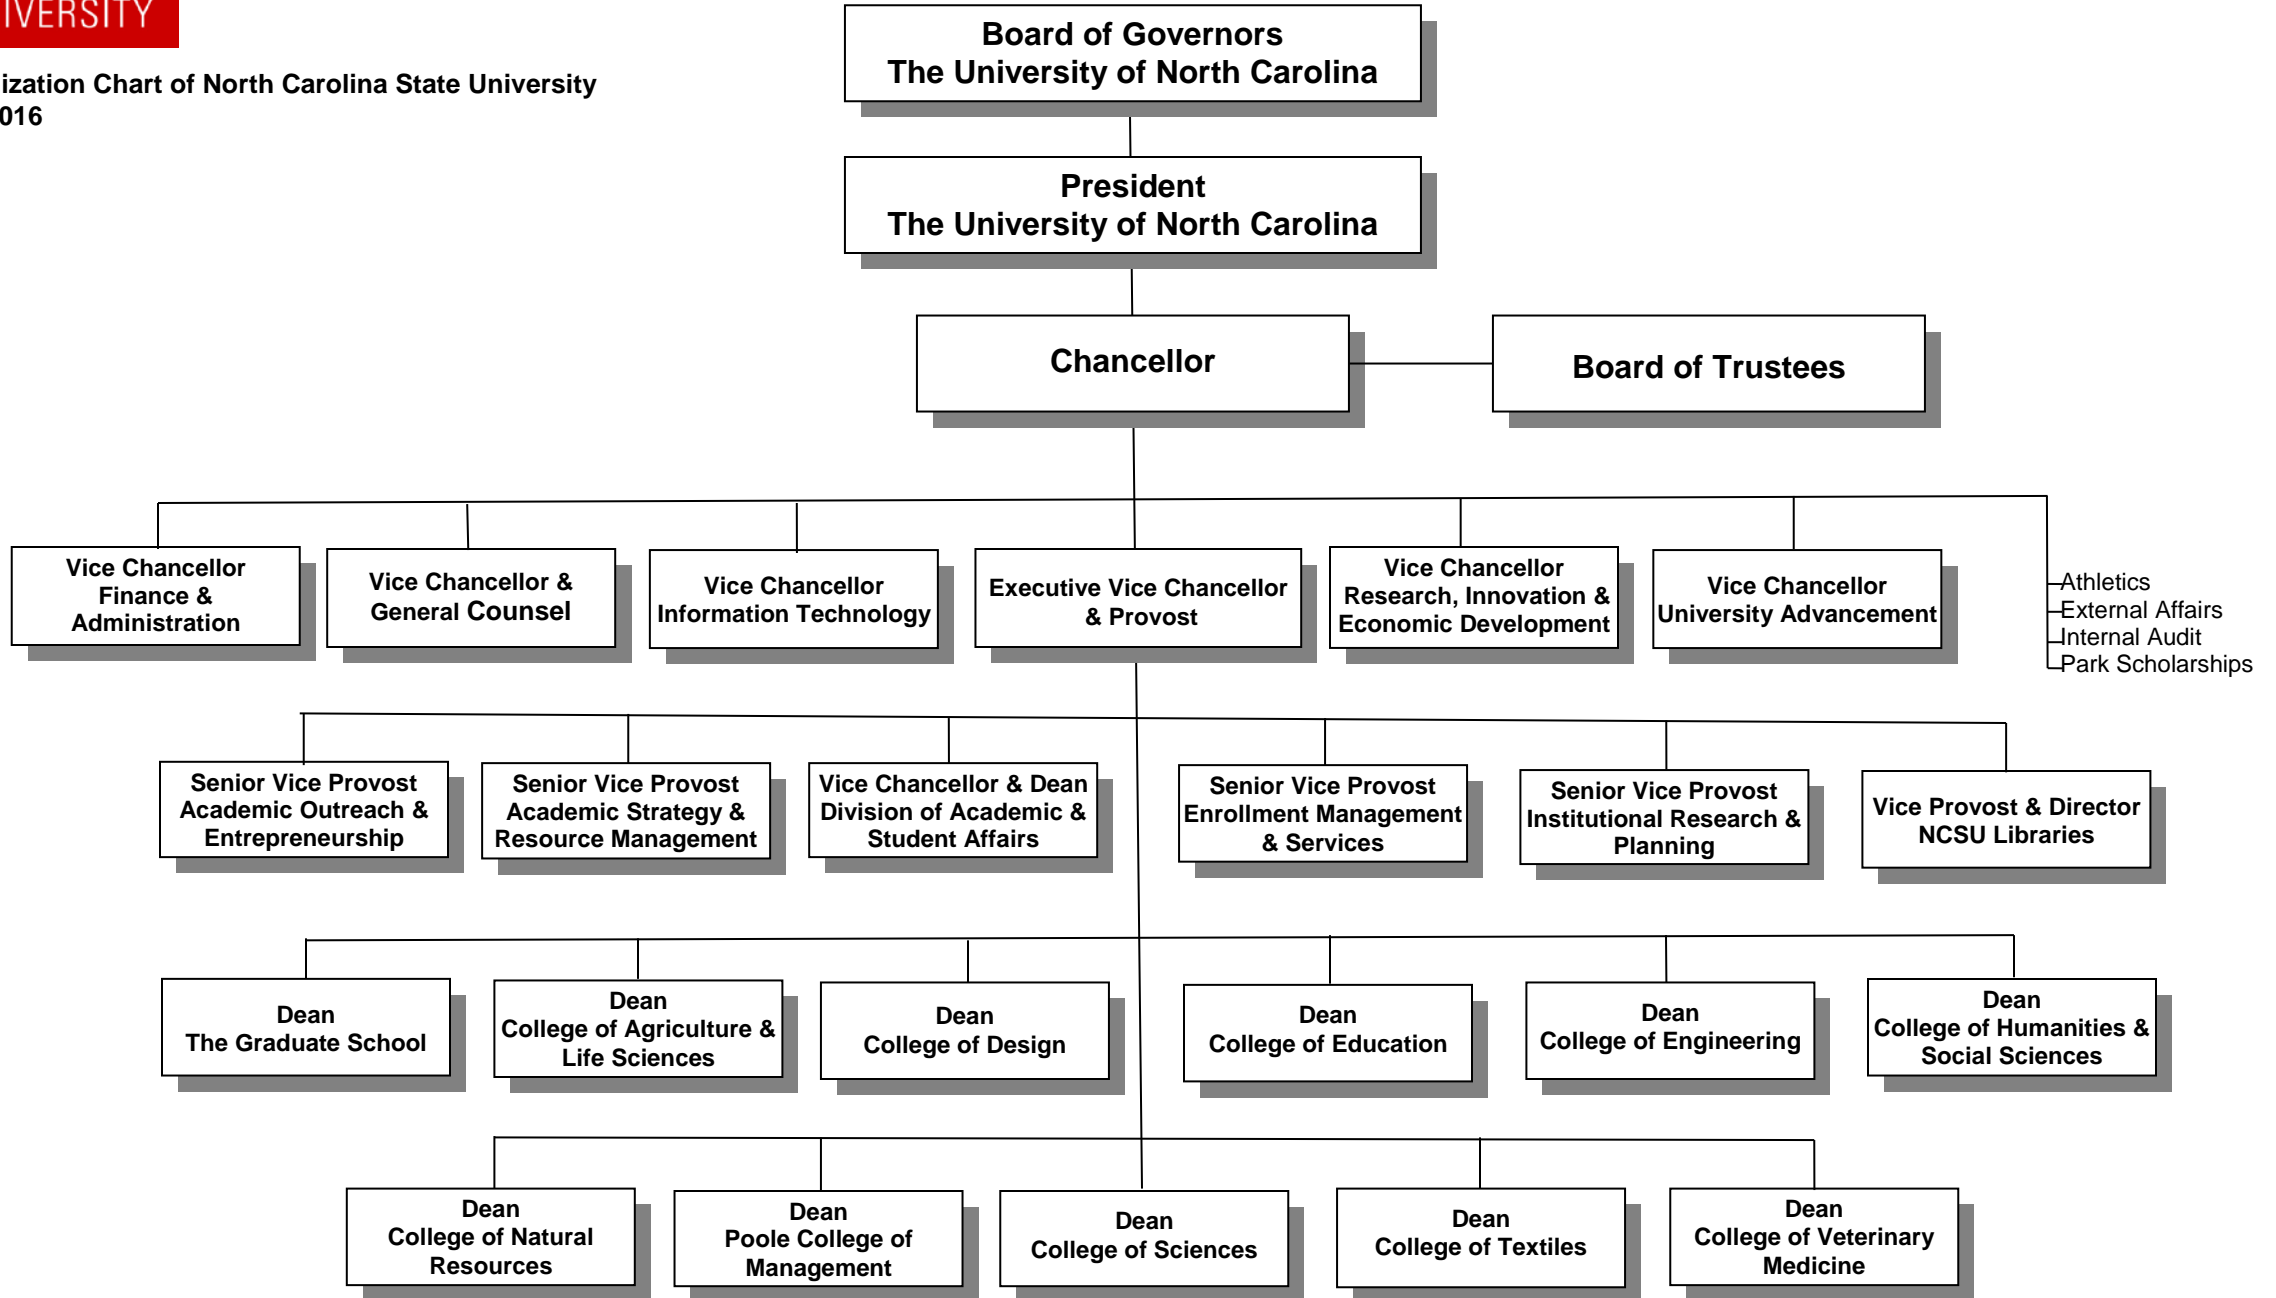 IVERSITY
ization Chart of North Carolina State University
016
Board of Governors
The University of North Carolina
President
The University of North Carolina
Chancellor
Board of Trustees
Vice Chancellor
Finance &
Administration
Vice Chancellor &
General Counsel
Vice Chancellor
Information Technology
Executive Vice Chancellor
& Provost
Vice Chancellor
Research, Innovation &
Economic Development
Vice Chancellor
University Advancement
Athletics
External Affairs
Internal Audit
Park Scholarships
Senior Vice Provost
Academic Outreach &
Entrepreneurship
Senior Vice Provost
Academic Strategy &
Resource Management
Vice Chancellor & Dean
Division of Academic &
Student Affairs
Senior Vice Provost
Enrollment Management
& Services
Senior Vice Provost
Institutional Research &
Planning
Vice Provost & Director
NCSU Libraries
Dean
The Graduate School
Dean
College of Agriculture &
Life Sciences
Dean
College of Design
Dean
College of Education
Dean
College of Engineering
Dean
College of Humanities &
Social Sciences
Dean
College of Natural
Resources
Dean
Poole College of
Management
Dean
College of Sciences
Dean
College of Textiles
Dean
College of Veterinary
Medicine